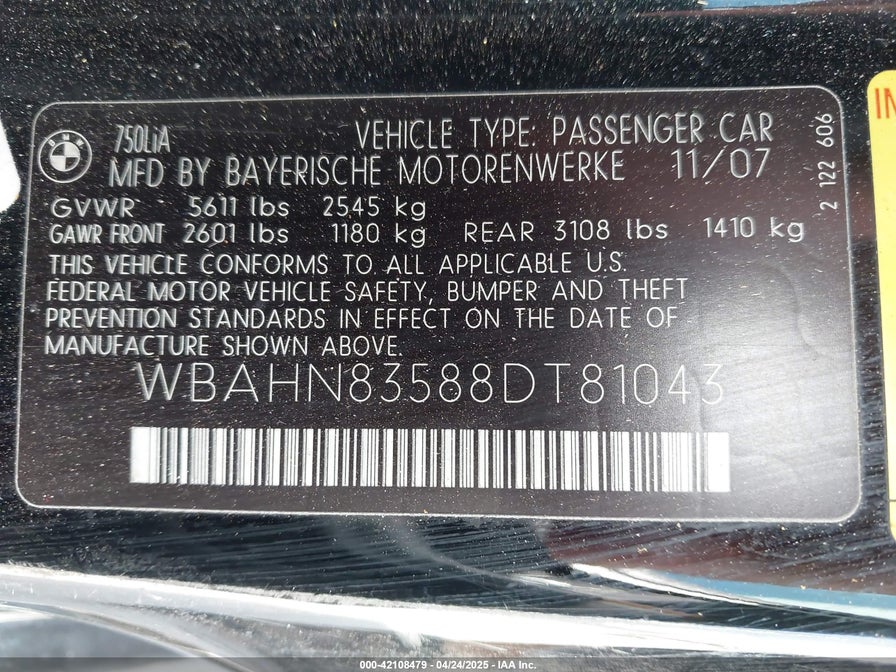 750LiA VEHICLE TYPE: PASSENGER CAR
MFD BY BAYERISCHE MOTORENWERKE 11/07
GVWR 5611 lbs 2545 kg
GAWR FRONT 2601 lbs 1180 kg REAR 3108 lbs 1410 kg
THIS VEHICLE CONFORMS TO ALL APPLICABLE U.S.
FEDERAL MOTOR VEHICLE SAFETY, BUMPER AND THEFT
PREVENTION STANDARDS IN EFFECT ON THE DATE OF
MANUFACTURE SHOWN ABOVE.
WBAHN83588DT81043
2 122 606
000-42108479 - 04/24/2025 - IAA Inc.